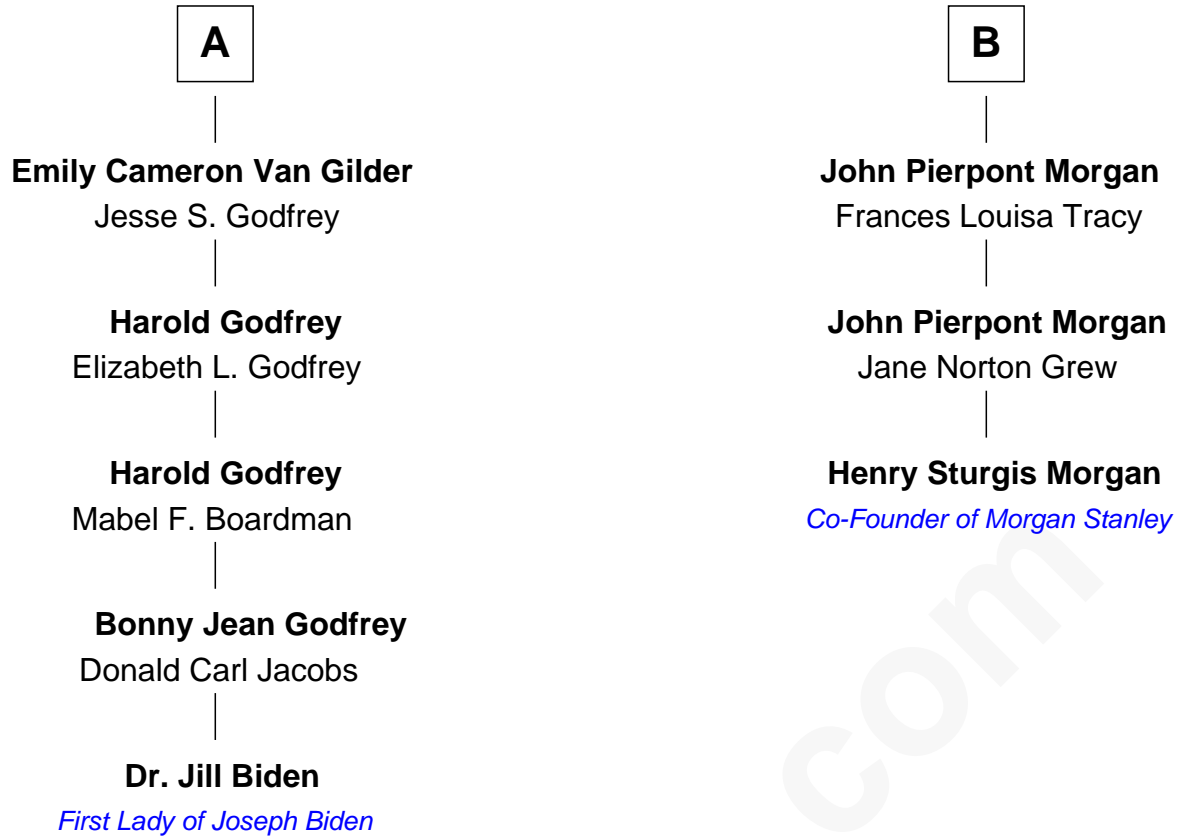 A
Emily Cameron Van Gilder
Jesse S. Godfrey
Harold Godfrey
Elizabeth L. Godfrey
Harold Godfrey
Mabel F. Boardman
Bonny Jean Godfrey
Donald Carl Jacobs
Dr. Jill Biden
First Lady of Joseph Biden
B
John Pierpont Morgan
Frances Louisa Tracy
John Pierpont Morgan
Jane Norton Grew
Henry Sturgis Morgan
Co-Founder of Morgan Stanley
com